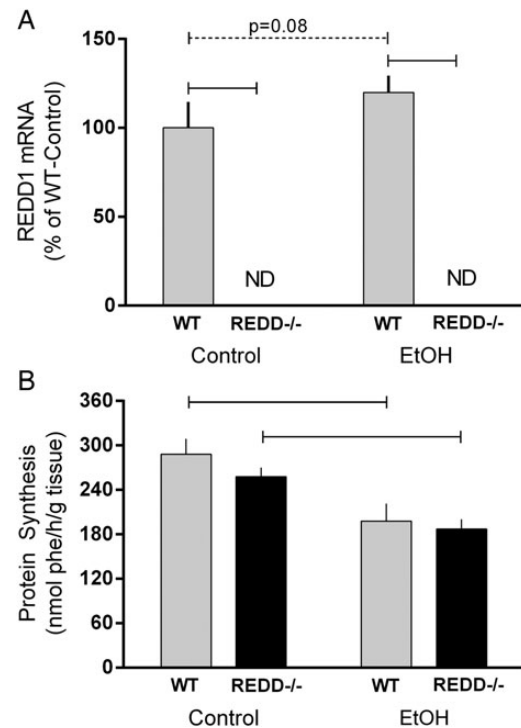 A
p=0.08
REDD1 mRNA
(% of WT-Control)
150
100
50
0
ND
ND
WT
REDD-/-
WT
REDD-/-
Control
EtOH
B
Protein Synthesis
(nmol phe/h/g tissue)
360
300
240
180
120
60
0
WT
REDD-/-
WT
REDD-/-
Control
EtOH